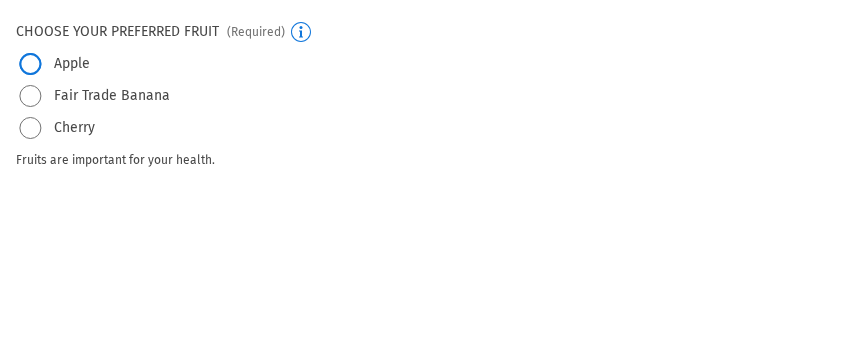 CHOOSE YOUR PREFERRED FRUIT (Required)
Apple
Fair Trade Banana
Cherry
Fruits are important for your health.